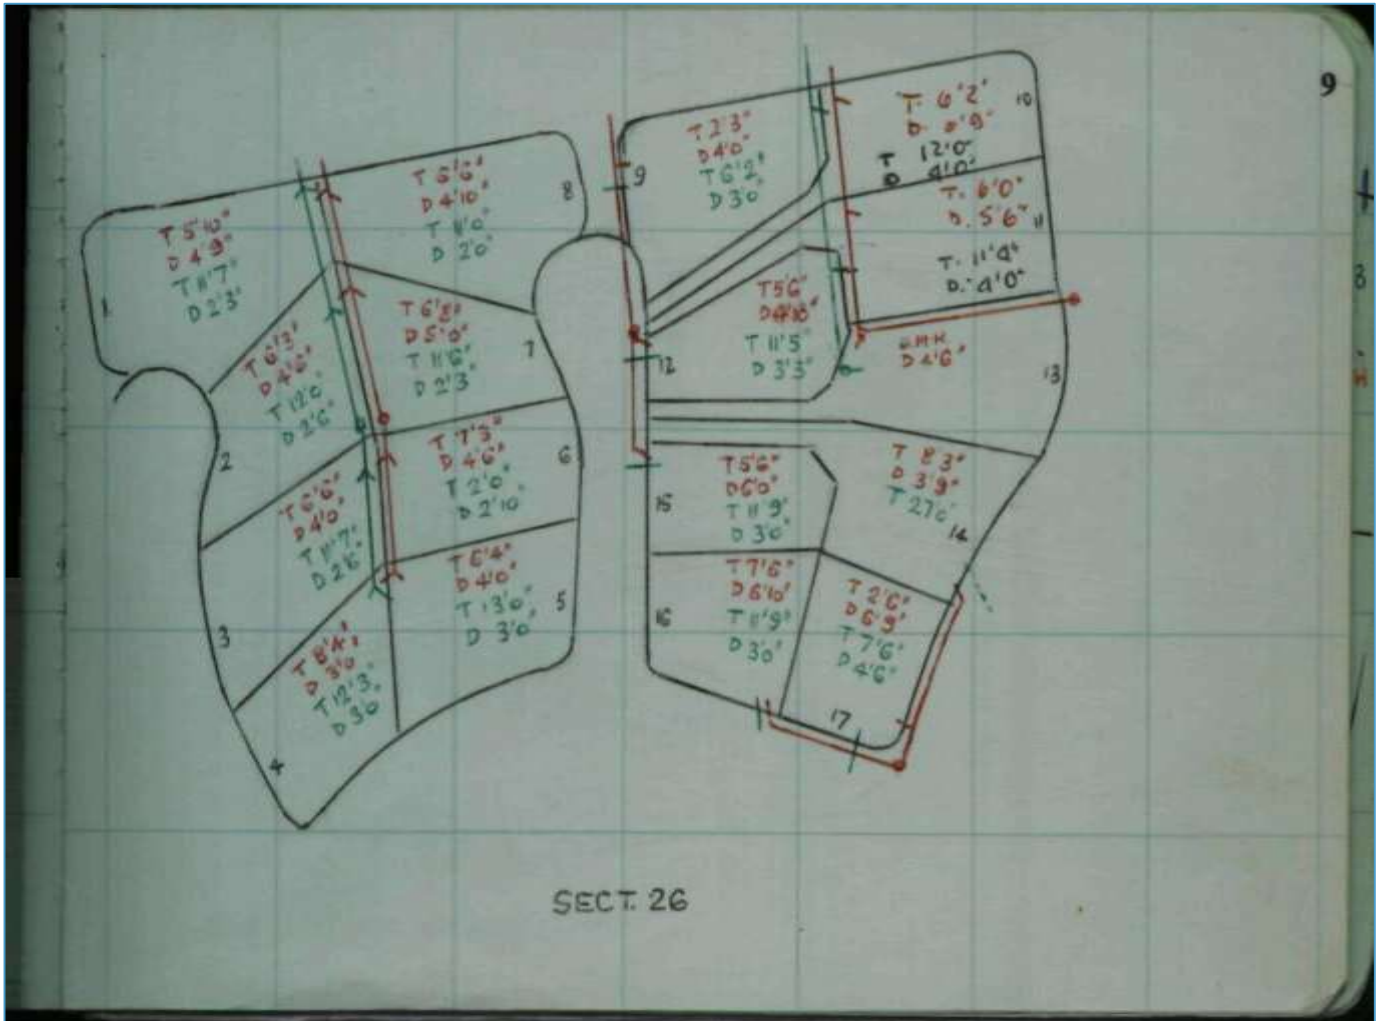 9
10
T. 6'2"
T 12'0"
D 4'0"
11
T. 6'0"
D. 5'6"
T. 11'4"
D. 4'0"
9
T 2'3"
D 4'0"
T 6'2"
D 3'0"
8
T 6'6"
D 4'10"
T 11'0"
D 2'0"
1
T 5'10"
D 4'9"
T 11'7"
D 2'3"
2
D 4'6"
T 12'0"
D 2'6"
7
D 5'0"
T 11'6"
D 2'3"
12
T 5'6"
D 4'10"
T 11'5"
D 3'3"
13
D 4'6"
6
T 7'3"
D 4'6"
T 2'0"
D 2'10"
3
T 6'6"
D 4'0"
T 11'7"
D 2'6"
15
T 5'6"
D 6'0"
T 11'9"
D 3'0"
14
T 8'3"
D 3'9"
5
T 6'4"
D 4'0"
T 13'0"
D 3'0"
4
T 8'4"
D 3'0"
T 12'3"
D 3'0"
16
T 7'6"
D 6'10"
T 11'9"
D 3'0"
17
T 2'6"
D 6'9"
T 7'6"
D 4'6"
SECT. 26